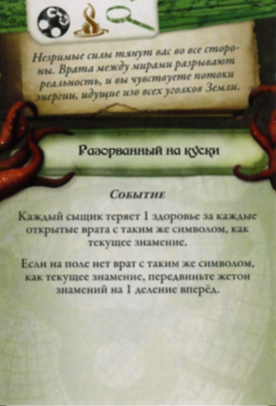 Незримые силы тянут вас во все сторо-
ны. Врата между мирами разрывают
реальность, и вы чувствуете потоки
энергии, идущие изо всех уголков Земли.
Разорванный на куски
Событие
Каждый сыщик теряет 1 здоровье за каждые
открытые врата с таким же символом, как
текущее знамение.
Если на поле нет врат с таким же символом,
как текущее знамение, передвиньте жетон
знамений на 1 деление вперёд.